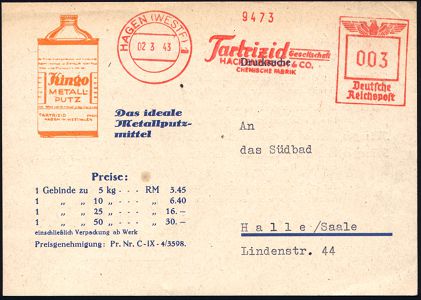 9473
HAGEN (WESTF) 1
02 3 43
Tartrizid Gesellschaft
& CO.
CHEMISCHE FABRIK
Drucksache
003
Deutsche
Reichspost
Kingo
METALL-
PUTZ
TARTRIZID
HAGEN IN WESTFALEN
Das ideale
Metallputz-
mittel
An
das Südbad
Halle/Saale
Lindenstr. 44
Preise:
1 Gebinde zu 5 kg . . . RM 3.45
1 „ „ 10 „ . . . „ 6.40
1 „ „ 25 „ . . . „ 16.—
1 „ „ 50 „ . . . „ 30.—
einschließlich Verpackung ab Werk
Preisgenehmigung: Pr. Nr. C-IX-4/3598.